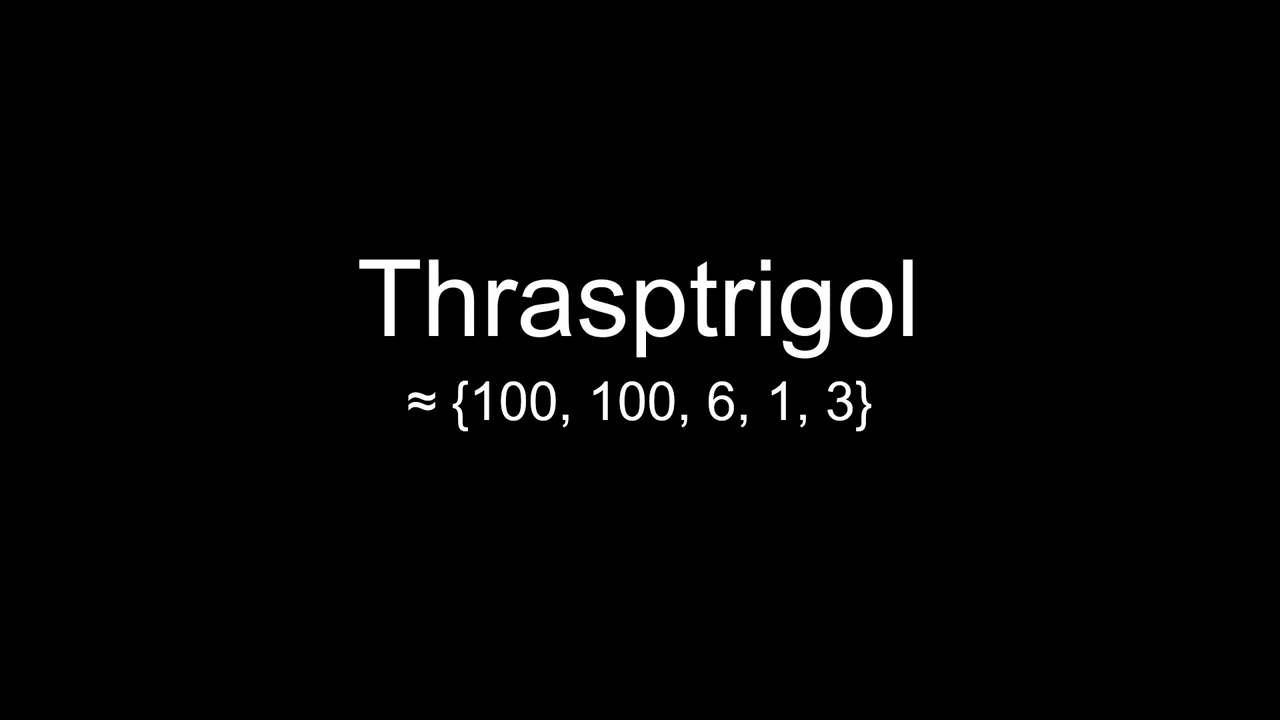 Thrasptrigol
≈ {100, 100, 6, 1, 3}